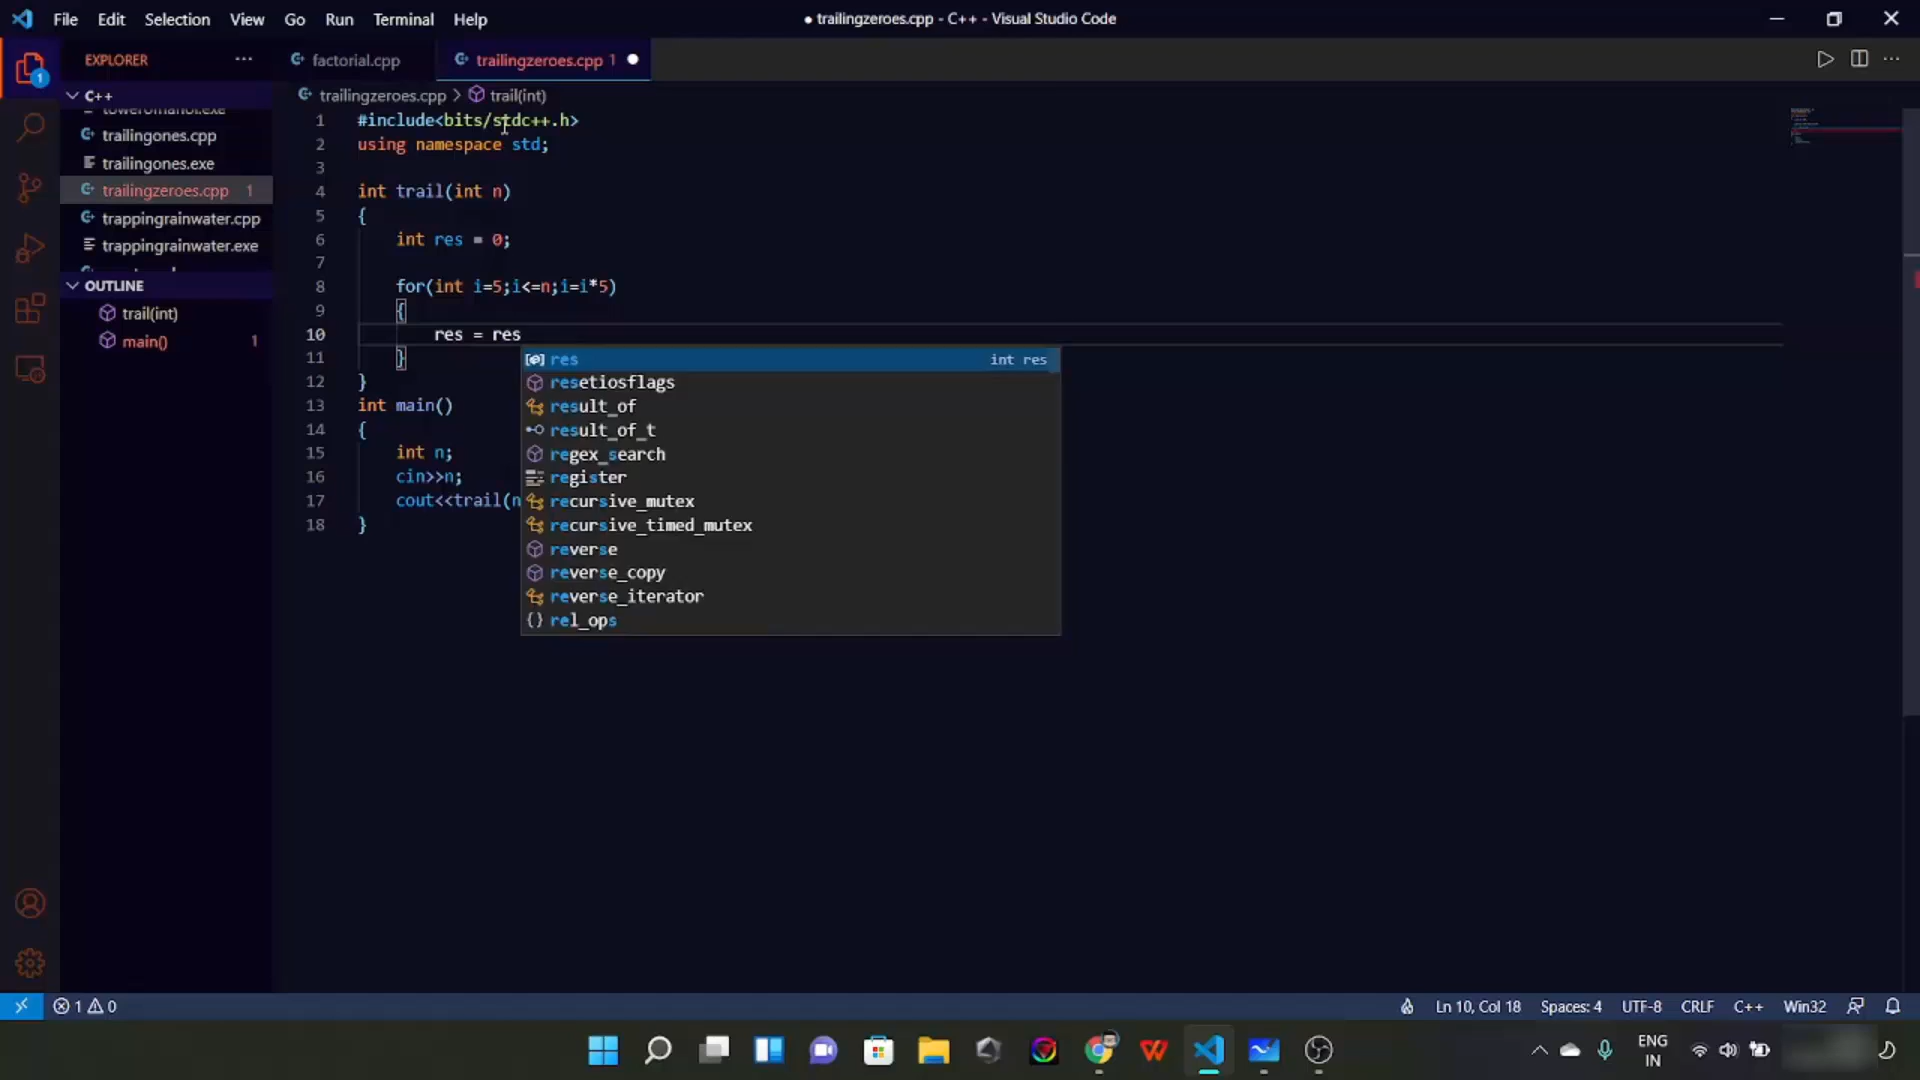 File Edit Selection View Go Run Terminal Help
● trailingzeroes.cpp - C++ - Visual Studio Code
EXPLORER ···
factorial.cpp
trailingzeroes.cpp 1
C++
toweromanoi.exe
trailingones.cpp
trailingones.exe
trailingzeroes.cpp 1
trappingrainwater.cpp
trappingrainwater.exe
OUTLINE
trail(int)
main() 1
trailingzeroes.cpp > trail(int)
1 #include<bits/stdc++.h>
2 using namespace std;
3
4 int trail(int n)
5 {
6 int res = 0;
7
8 for(int i=5;i<=n;i=i*5)
9 {
10 res = res
11 }
12 }
13 int main()
14 {
15 int n;
16 cin>>n;
17 cout<<trail(n
18 }
res int res
resetiosflags
result_of
result_of_t
regex_search
register
recursive_mutex
recursive_timed_mutex
reverse
reverse_copy
reverse_iterator
{} rel_ops
1 0
Ln 10, Col 18 Spaces: 4 UTF-8 CRLF C++ Win32
ENG
IN